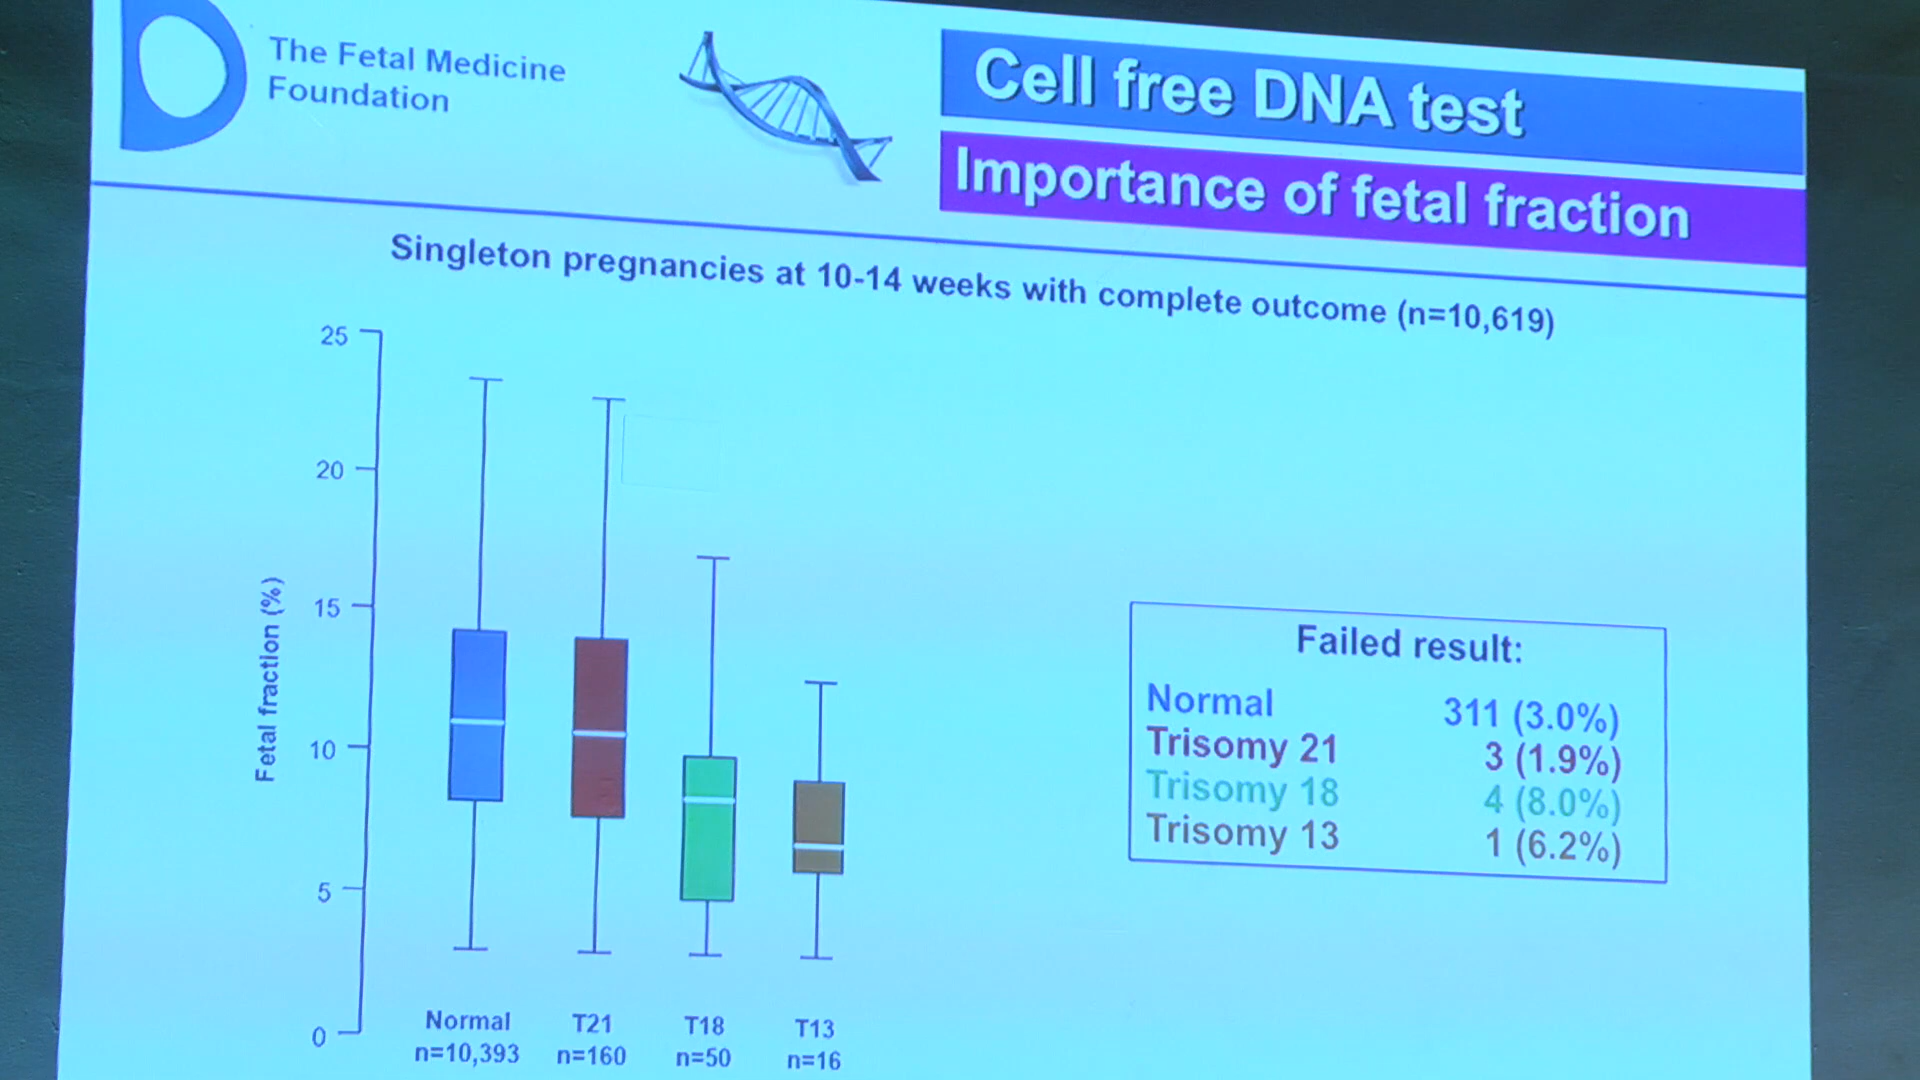 The Fetal Medicine
Foundation
Cell free DNA test
Importance of fetal fraction
Singleton pregnancies at 10-14 weeks with complete outcome (n=10,619)
25
20
15
10
5
0
Fetal fraction (%)
Normal
n=10,393
T21
n=160
T18
n=50
T13
n=16
Failed result:
Normal 311 (3.0%)
Trisomy 21 3 (1.9%)
Trisomy 18 4 (8.0%)
Trisomy 13 1 (6.2%)